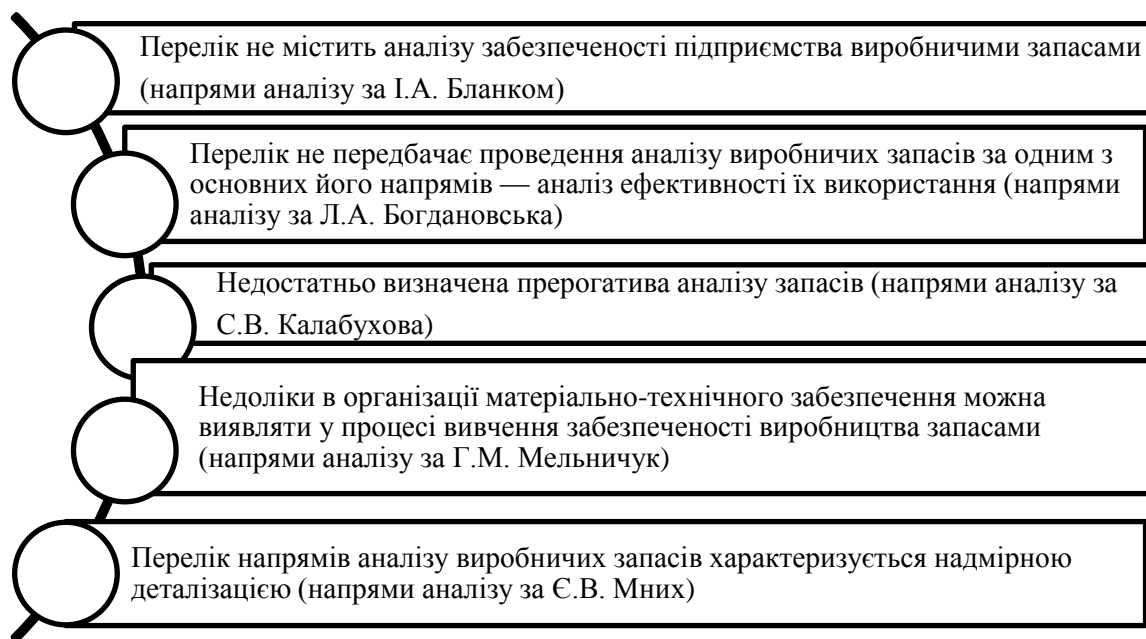 Перелік не містить аналізу забезпеченості підприємства виробничими запасами
(напрями аналізу за І.А. Бланком)
Перелік не передбачає проведення аналізу виробничих запасів за одним з
основних його напрямів — аналіз ефективності їх використання (напрями
аналізу за Л.А. Богдановська)
Недостатньо визначена прерогатива аналізу запасів (напрями аналізу за
С.В. Калабухова)
Недоліки в організації матеріально-технічного забезпечення можна
виявляти у процесі вивчення забезпеченості виробництва запасами
(напрями аналізу за Г.М. Мельничук)
Перелік напрямів аналізу виробничих запасів характеризується надмірною
деталізацією (напрями аналізу за Є.В. Мних)